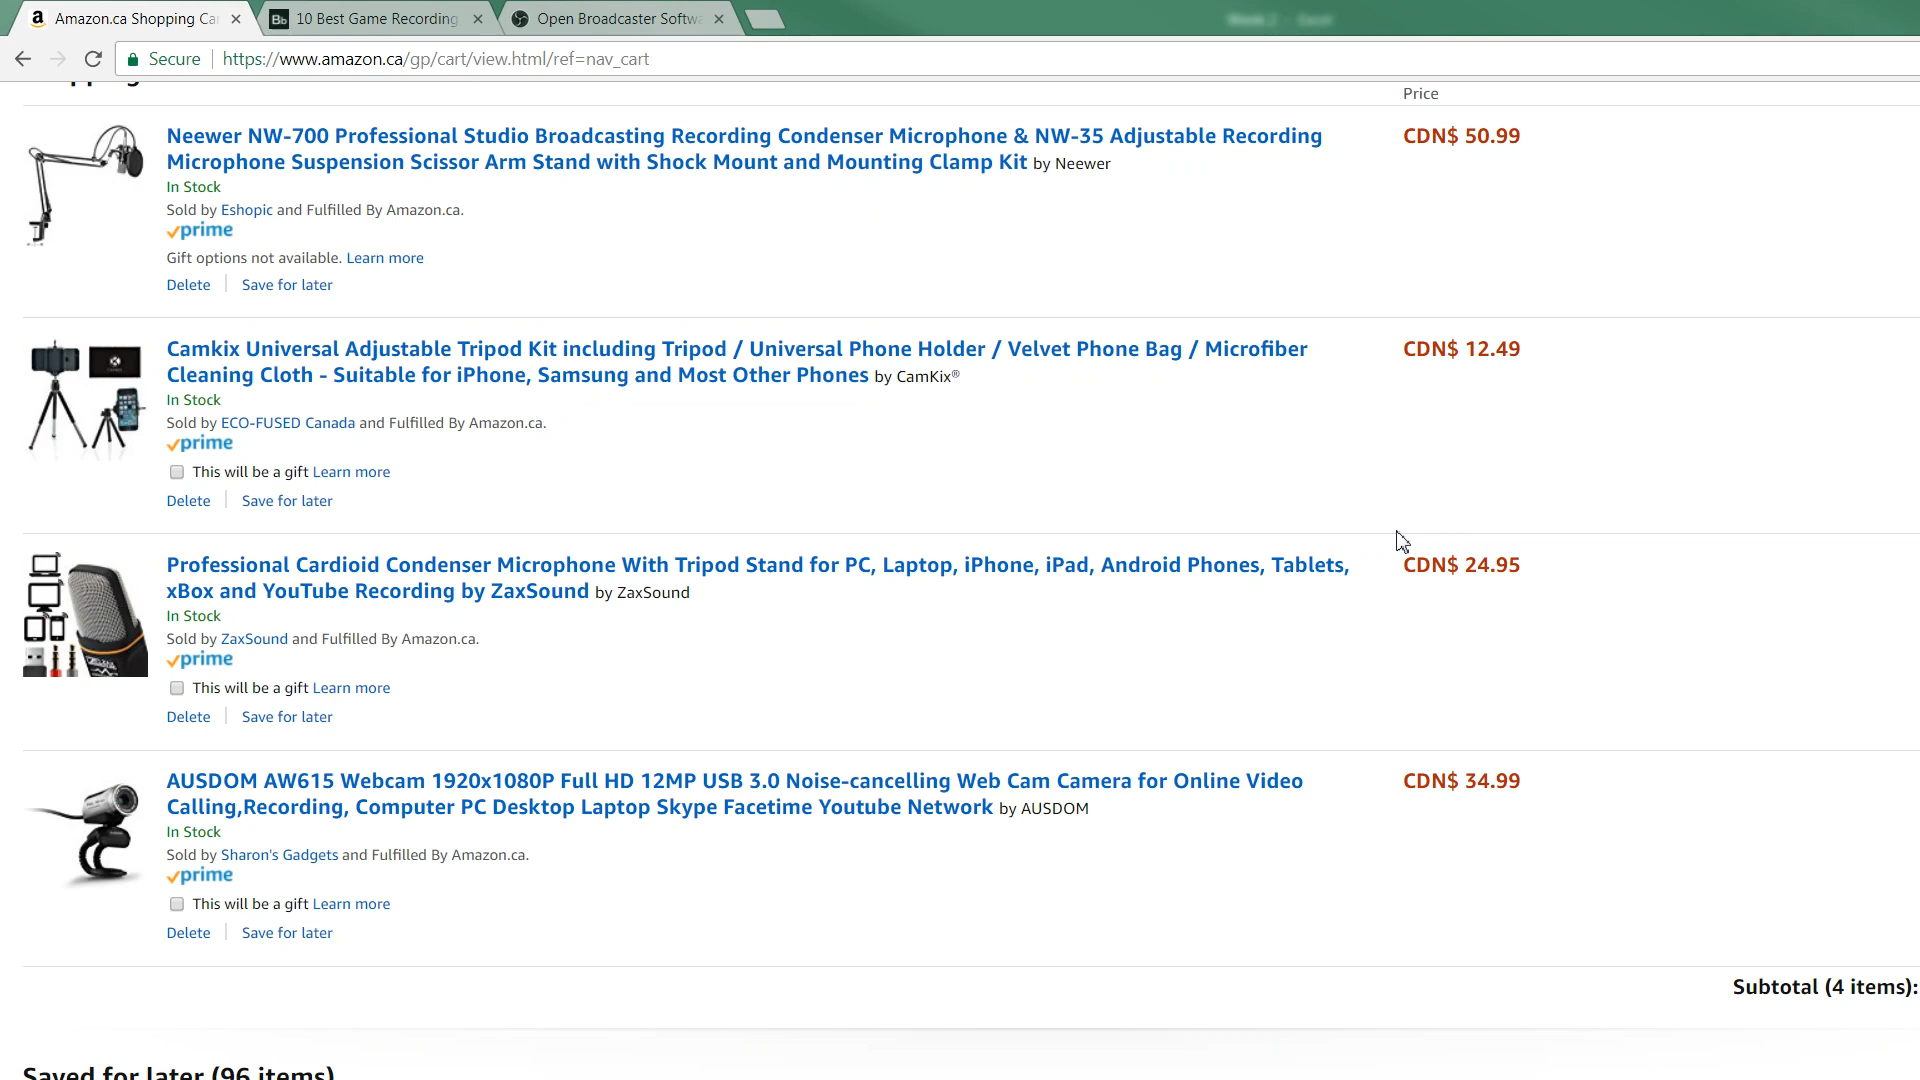 Amazon.ca Shopping Ca
10 Best Game Recording
Open Broadcaster Softwa
Secure https://www.amazon.ca/gp/cart/view.html/ref=nav_cart
Price
Neewer NW-700 Professional Studio Broadcasting Recording Condenser Microphone & NW-35 Adjustable Recording CDN$ 50.99
Microphone Suspension Scissor Arm Stand with Shock Mount and Mounting Clamp Kit by Neewer
In Stock
Sold by Eshopic and Fulfilled By Amazon.ca.
prime
Gift options not available. Learn more
Delete Save for later
Camkix Universal Adjustable Tripod Kit including Tripod / Universal Phone Holder / Velvet Phone Bag / Microfiber CDN$ 12.49
Cleaning Cloth - Suitable for iPhone, Samsung and Most Other Phones by CamKix®
In Stock
Sold by ECO-FUSED Canada and Fulfilled By Amazon.ca.
prime
This will be a gift Learn more
Delete Save for later
Professional Cardioid Condenser Microphone With Tripod Stand for PC, Laptop, iPhone, iPad, Android Phones, Tablets, CDN$ 24.95
xBox and YouTube Recording by ZaxSound by ZaxSound
In Stock
Sold by ZaxSound and Fulfilled By Amazon.ca.
prime
This will be a gift Learn more
Delete Save for later
AUSDOM AW615 Webcam 1920x1080P Full HD 12MP USB 3.0 Noise-cancelling Web Cam Camera for Online Video CDN$ 34.99
Calling,Recording, Computer PC Desktop Laptop Skype Facetime Youtube Network by AUSDOM
In Stock
Sold by Sharon's Gadgets and Fulfilled By Amazon.ca.
prime
This will be a gift Learn more
Delete Save for later
Subtotal (4 items):
Saved for later (96 items)